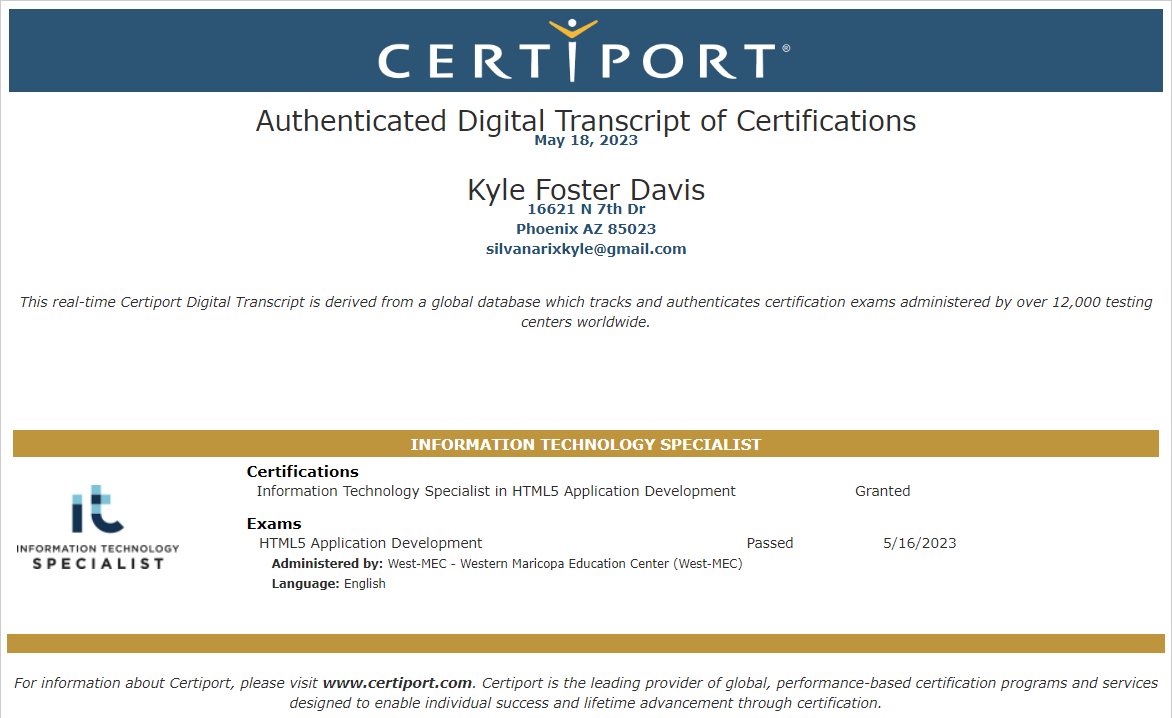 CERTIPORT®
Authenticated Digital Transcript of Certifications
May 18, 2023
Kyle Foster Davis
16621 N 7th Dr
Phoenix AZ 85023
silvanarixkyle@gmail.com
This real-time Certiport Digital Transcript is derived from a global database which tracks and authenticates certification exams administered by over 12,000 testing
centers worldwide.
INFORMATION TECHNOLOGY SPECIALIST
it
INFORMATION TECHNOLOGY
SPECIALIST
Certifications
Information Technology Specialist in HTML5 Application Development Granted
Exams
HTML5 Application Development Passed 5/16/2023
Administered by: West-MEC - Western Maricopa Education Center (West-MEC)
Language: English
For information about Certiport, please visit www.certiport.com. Certiport is the leading provider of global, performance-based certification programs and services
designed to enable individual success and lifetime advancement through certification.